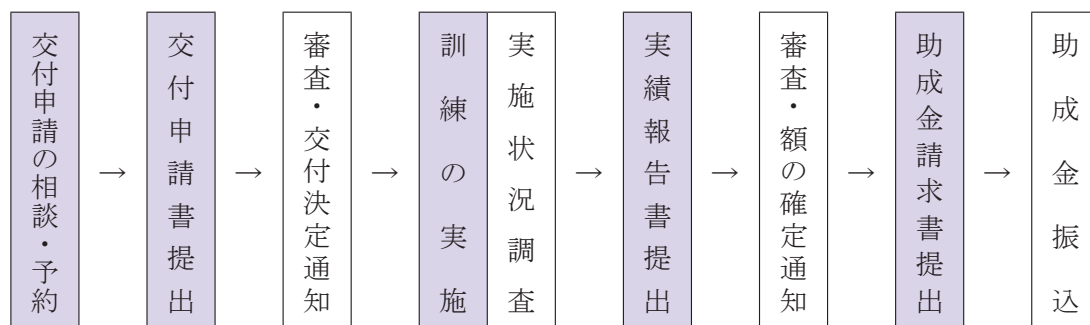 交付申請の相談・予約
→
交付申請書提出
→
審査・交付決定通知
→
訓練の実施
実施状況調査
→
実績報告書提出
→
審査・額の確定通知
→
助成金請求書提出
→
助成金振込